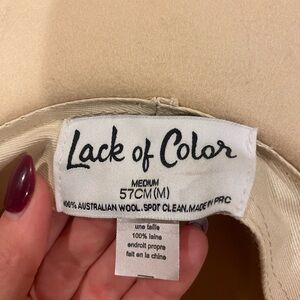 Lack of Color
MEDIUM
57CM(M)
100% AUSTRALIAN WOOL.SPOT CLEAN.MADE IN PRC
une taille
100% laine
endroit propre
fait en la chine